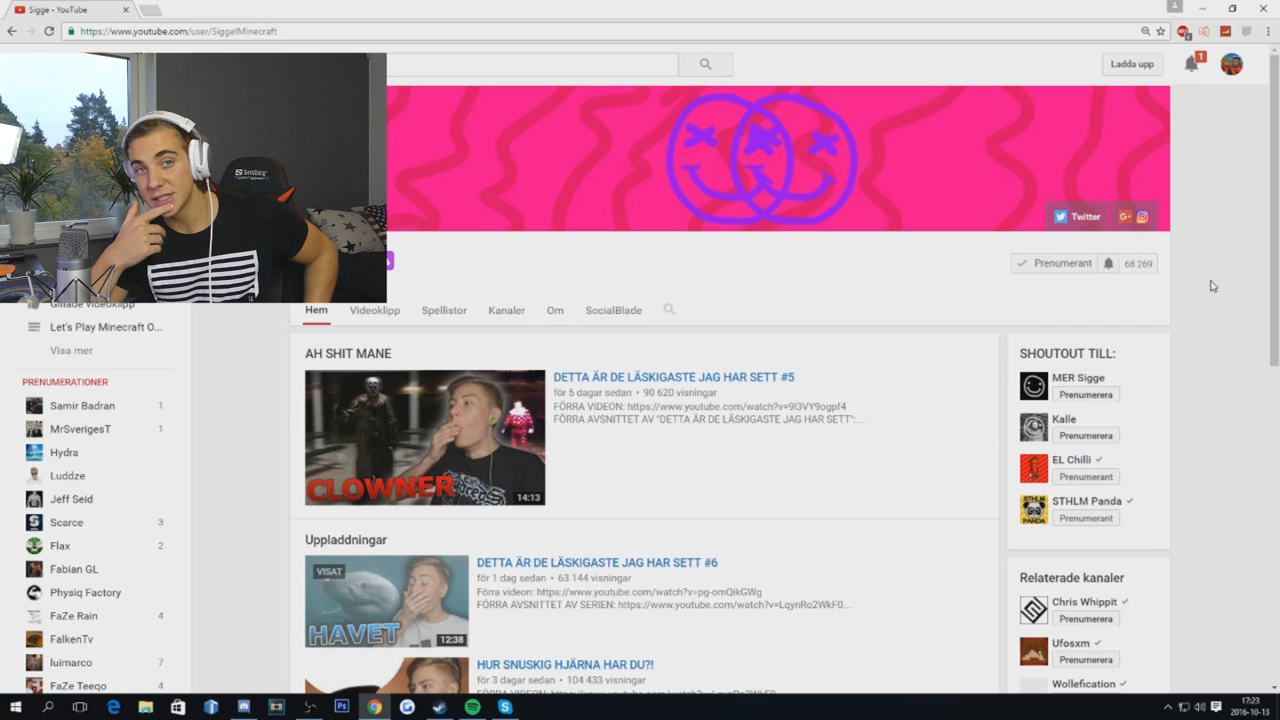 Sigge - YouTube
https://www.youtube.com/user/SiggeIMinecraft
Ladda upp
1
Sandberg
Twitter
G+
Prenumerant
68 269
Gillade videoklipp
Let's Play Minecraft O...
Visa mer
PRENUMERATIONER
Samir Badran 1
MrSverigesT 1
Hydra
Luddze
Jeff Seid
Scarce 3
Flax 2
Fabian GL
Physiq Factory
FaZe Rain 4
FalkenTv
luimarco 7
FaZe Teeqo 4
Hem
Videoklipp
Spellistor
Kanaler
Om
SocialBlade
AH SHIT MANE
CLOWNER
14:13
DETTA ÄR DE LÄSKIGASTE JAG HAR SETT #5
för 5 dagar sedan • 90 620 visningar
FÖRRA VIDEON: https://www.youtube.com/watch?v=9I3VY9ogpf4
FÖRRA AVSNITTET AV "DETTA ÄR DE LÄSKIGASTE JAG HAR SETT":...
Uppladdningar
VISAT
HAVET
12:38
DETTA ÄR DE LÄSKIGASTE JAG HAR SETT #6
för 1 dag sedan • 63 144 visningar
Förra videon: https://www.youtube.com/watch?v=pg-omQikGWg
FÖRRA AVSNITTET AV SERIEN: https://www.youtube.com/watch?v=LqynRo2WkF0...
HUR SNUSKIG HJÄRNA HAR DU?!
för 3 dagar sedan • 104 433 visningar
SHOUTOUT TILL:
MER Sigge
Prenumerera
Kalle
Prenumerera
EL Chilli
Prenumerant
STHLM Panda
STHLM
PANDA
Prenumerant
Relaterade kanaler
Chris Whippit
Prenumerera
Ufosxm
Prenumerera
Wollefication
17:23
2016-10-13